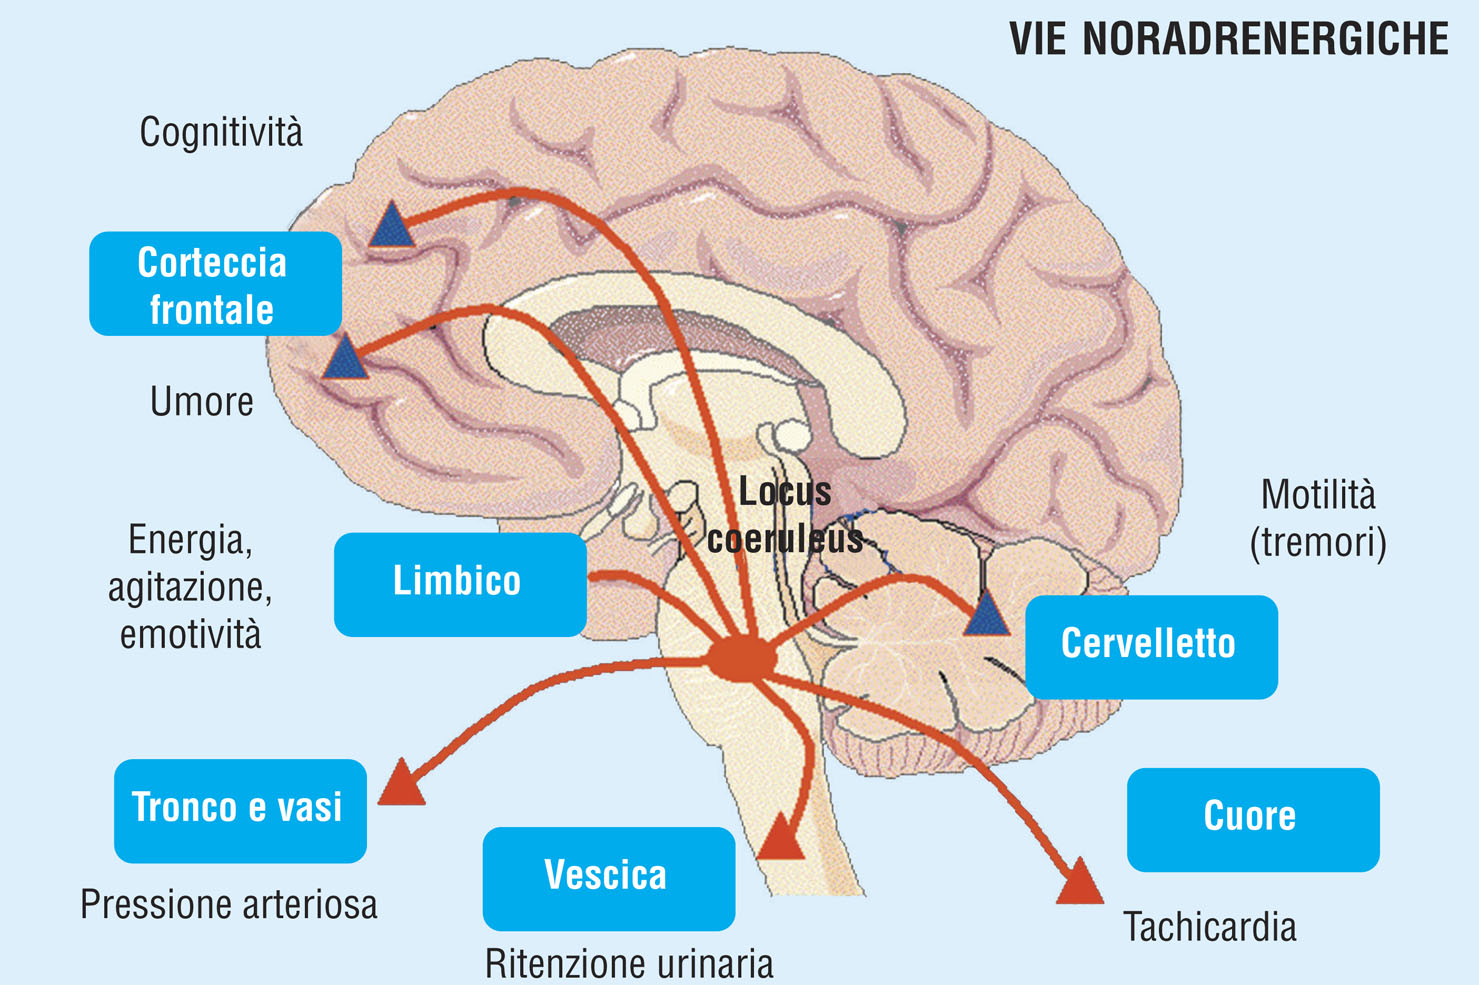 VIE NORADRENERGICHE
Cognitività
Corteccia
frontale
Umore
Locus
coeruleus
Energia,
agitazione,
emotività
Limbico
Motilità
(tremori)
Cervelletto
Tronco e vasi
Pressione arteriosa
Vescica
Ritenzione urinaria
Cuore
Tachicardia